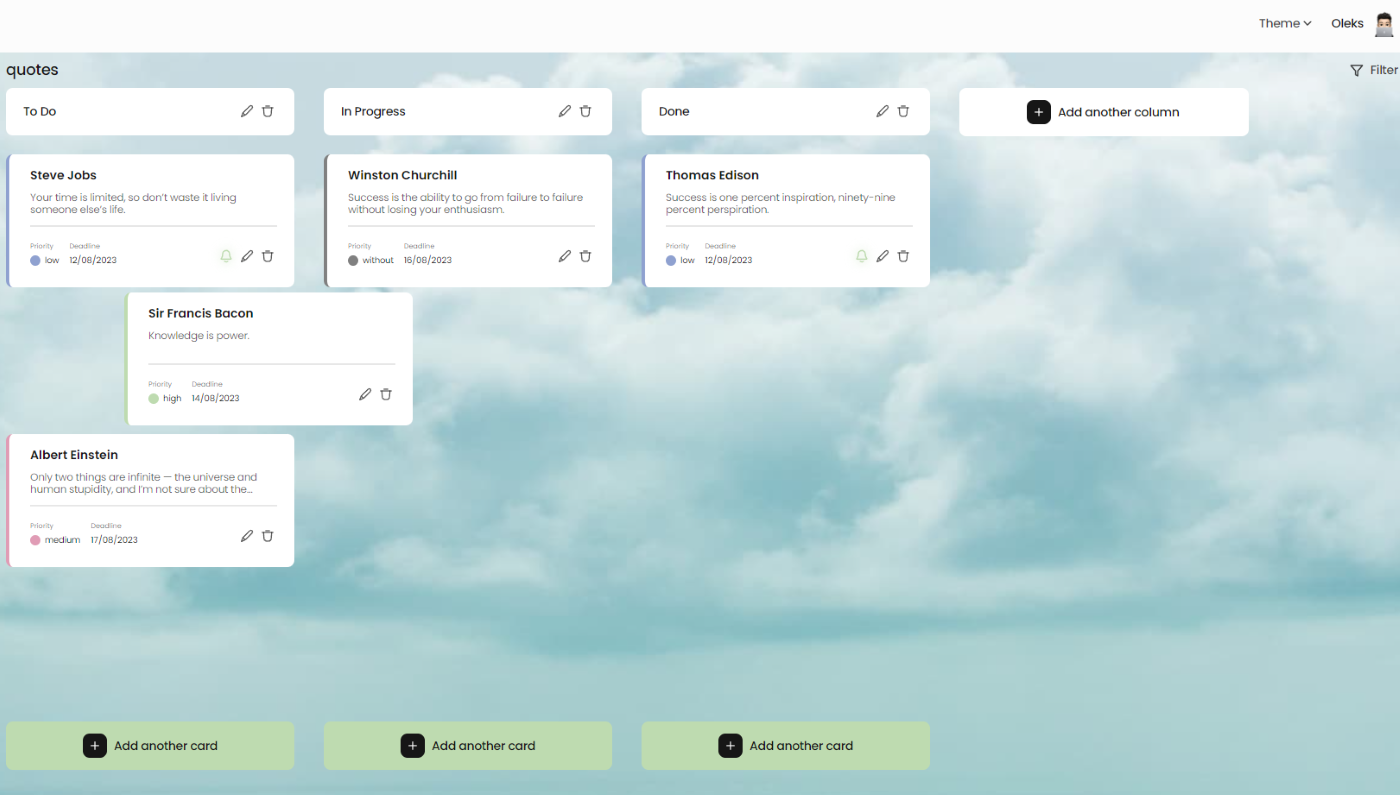 Theme
Oleks
quotes
Filter
To Do
In Progress
Done
Add another column
Steve Jobs
Your time is limited, so don't waste it living
someone else's life.
Priority Deadline
low 12/08/2023
Winston Churchill
Success is the ability to go from failure to failure
without losing your enthusiasm.
Priority Deadline
without 16/08/2023
Thomas Edison
Success is one percent inspiration, ninety-nine
percent perspiration.
Priority Deadline
low 12/08/2023
Sir Francis Bacon
Knowledge is power.
Priority Deadline
high 14/08/2023
Albert Einstein
Only two things are infinite — the universe and
human stupidity, and I'm not sure about the...
Priority Deadline
medium 17/08/2023
Add another card
Add another card
Add another card